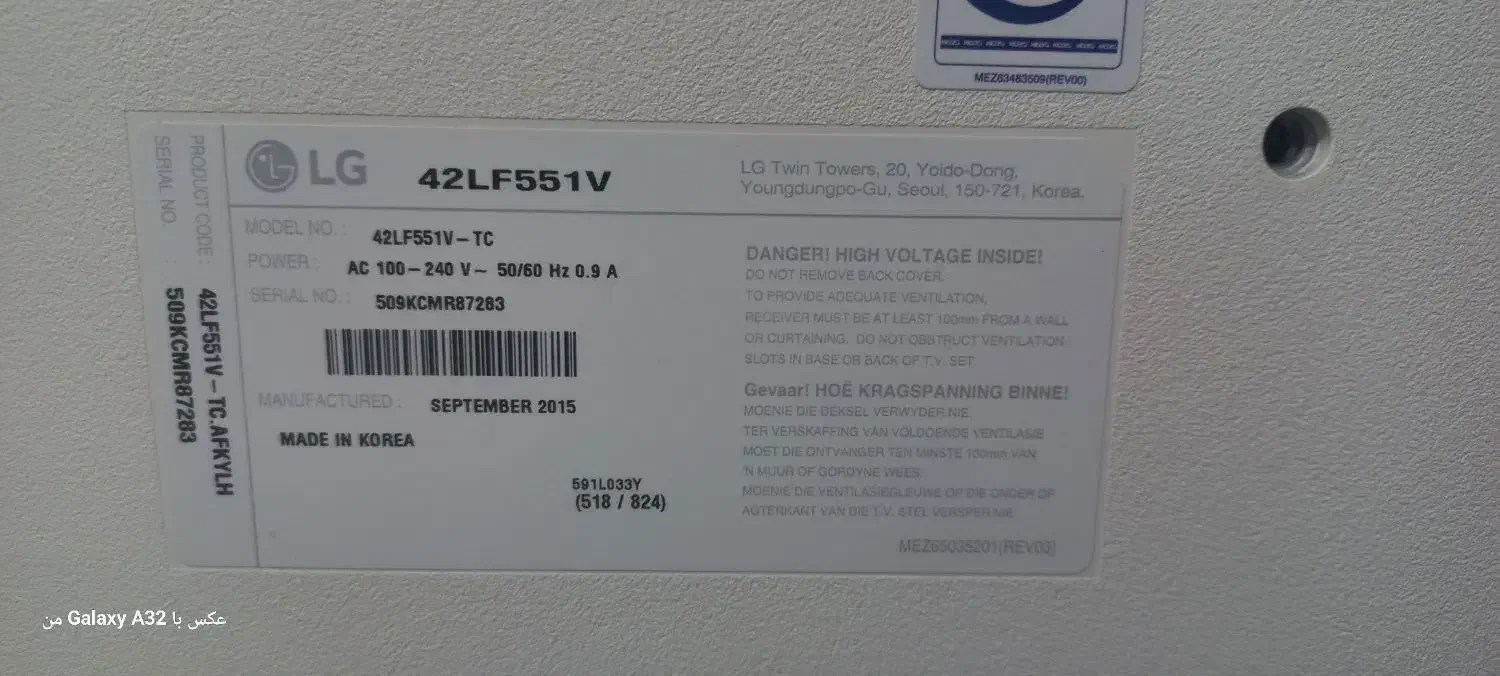 MEZ63483509(REV00)
PRODUCT CODE : 42LF551V-TC.AFKYLH
SERIAL NO. : 509KCMR87283
LG
42LF551V
LG Twin Towers, 20, Yoido-Dong,
Youngdungpo-Gu, Seoul, 150-721, Korea.
MODEL NO. : 42LF551V-TC
POWER : AC 100-240 V~ 50/60 Hz 0.9 A
SERIAL NO. : 509KCMR87283
MANUFACTURED : SEPTEMBER 2015
MADE IN KOREA
591L033Y
(518 / 824)
DANGER! HIGH VOLTAGE INSIDE!
DO NOT REMOVE BACK COVER.
TO PROVIDE ADEQUATE VENTILATION,
RECEIVER MUST BE AT LEAST 100mm FROM A WALL
OR CURTAINING. DO NOT OBSTRUCT VENTILATION
SLOTS IN BASE OR BACK OF T.V. SET.
Gevaar! HOË KRAGSPANNING BINNE!
MOENIE DIE DEKSEL VERWYDER NIE.
TER VERSKAFFING VAN VOLDOENDE VENTILASIE
MOET DIE ONTVANGER TEN MINSTE 100mm VAN
'N MUUR OF GORDYNE WEES.
MOENIE DIE VENTILASIEGLEUWE OP DIE ONDER OF
AGTERKANT VAN DIE T.V. STEL VERSPER NIE.
MEZ65035201(REV03)
عکس با Galaxy A32 من